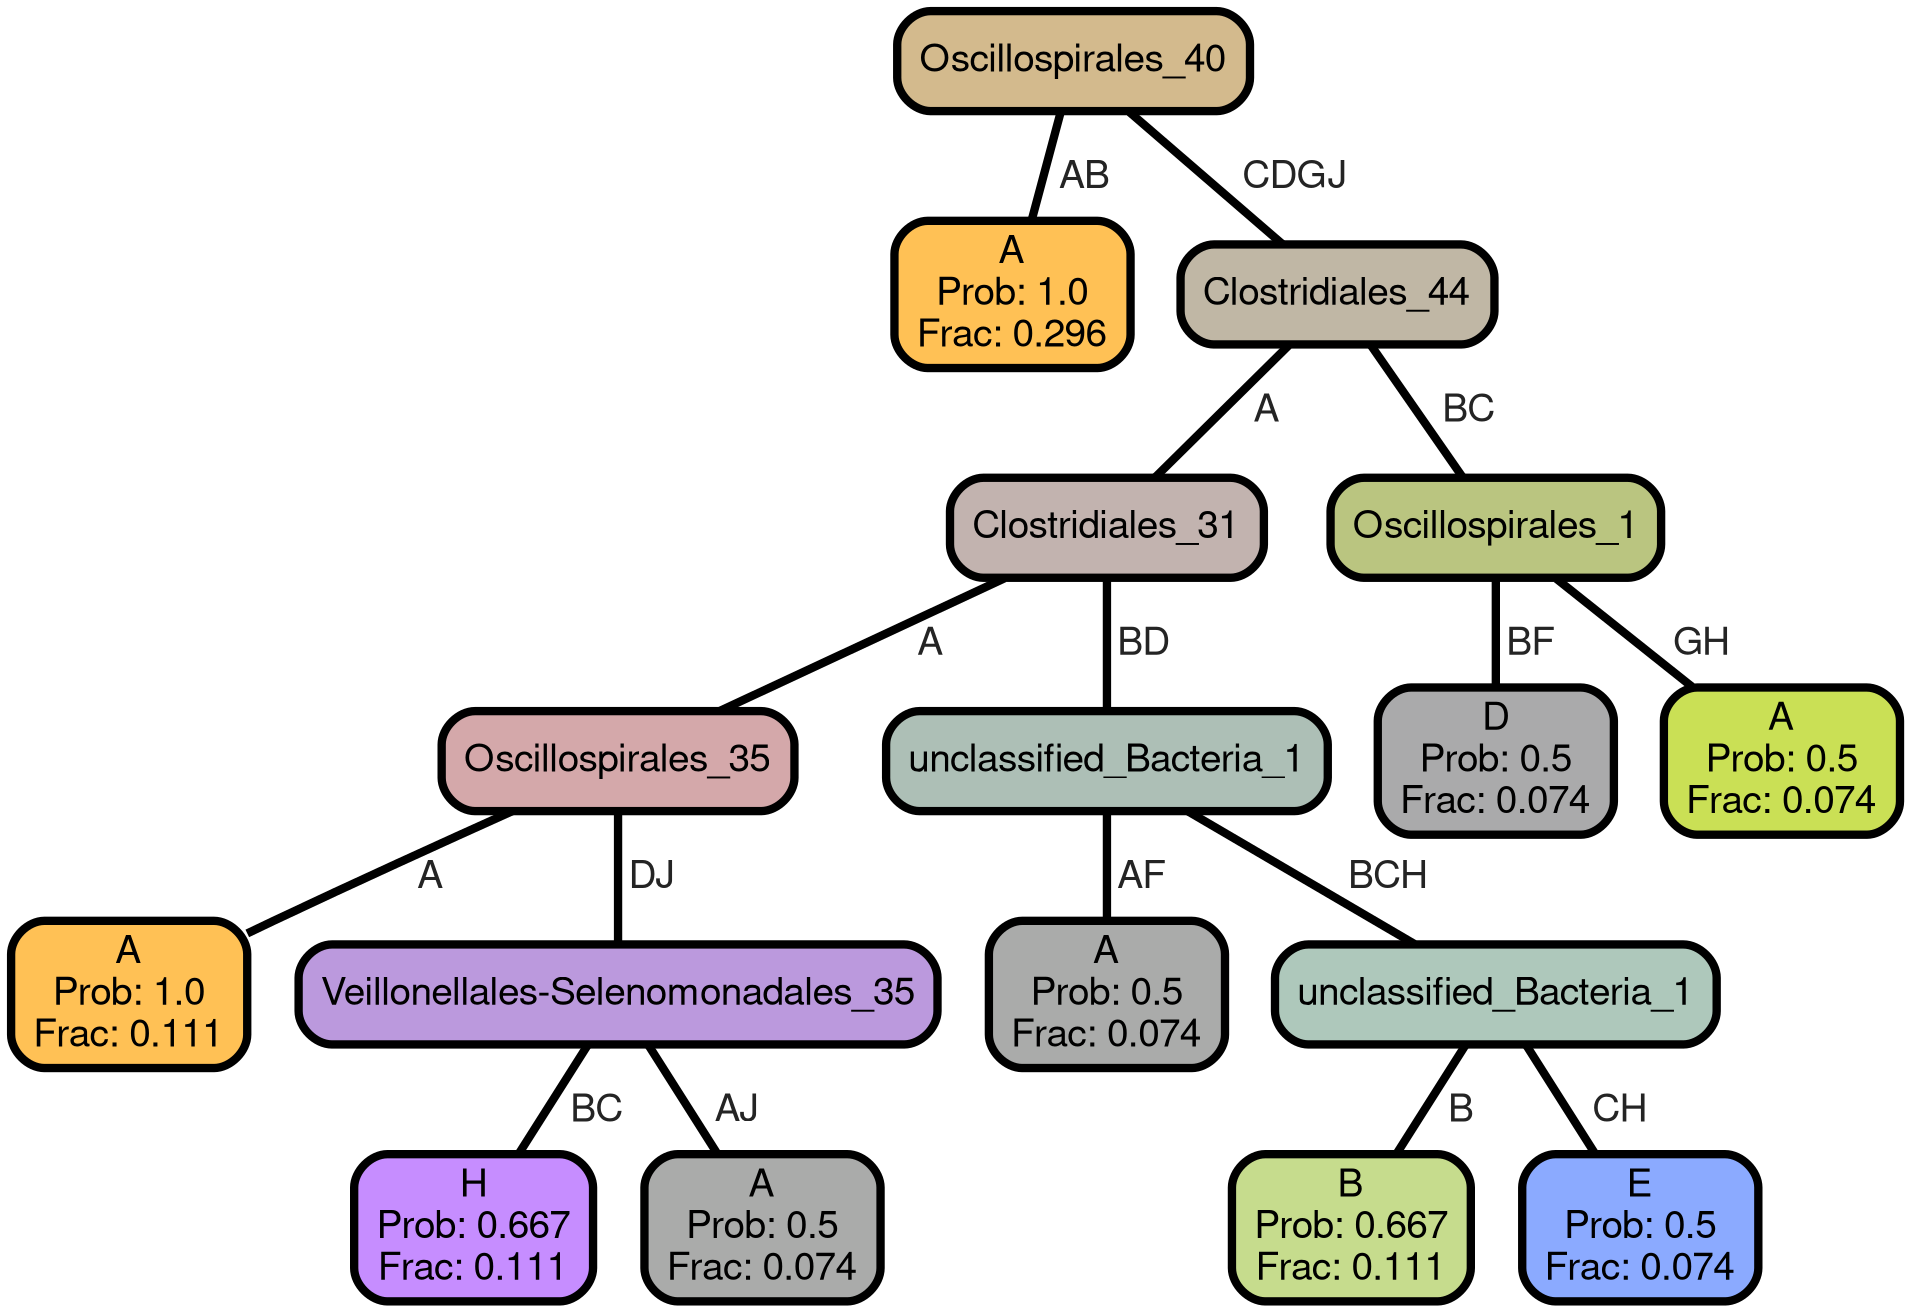 Oscillospirales_40
AB
CDGJ
A
Prob: 1.0
Frac: 0.296
Clostridiales_44
A
BC
Clostridiales_31
Oscillospirales_1
A
BD
BF
GH
Oscillospirales_35
unclassified_Bacteria_1
D
Prob: 0.5
Frac: 0.074
A
Prob: 0.5
Frac: 0.074
A
DJ
AF
BCH
A
Prob: 1.0
Frac: 0.111
Veillonellales-Selenomonadales_35
A
Prob: 0.5
Frac: 0.074
unclassified_Bacteria_1
BC
AJ
B
CH
H
Prob: 0.667
Frac: 0.111
A
Prob: 0.5
Frac: 0.074
B
Prob: 0.667
Frac: 0.111
E
Prob: 0.5
Frac: 0.074